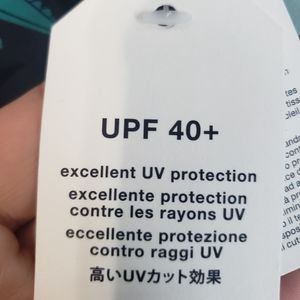 UPF 40+
excellent UV protection
excellente protection
contre les rayons UV
eccellente protezione
contro raggi UV
高いUVカット効果